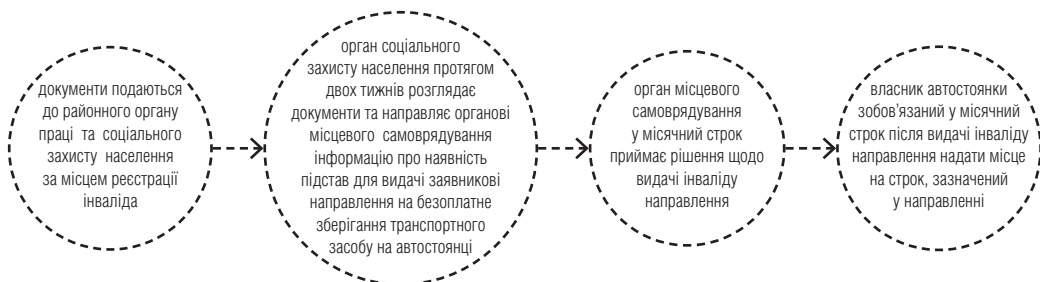 документи подаються
до районного органу
праці та соціального
захисту населення
за місцем реєстрації
інваліда
орган соціального
захисту населення протягом
двох тижнів розглядає
документи та направляє органові
місцевого самоврядування
інформацію про наявність
підстав для видачі заявникові
направлення на безоплатне
зберігання транспортного
засобу на автостоянці
орган місцевого
самоврядування
у місячний строк
приймає рішення щодо
видачі інваліду
направлення
власник автостоянки
зобов’язаний у місячний
строк після видачі інваліду
направлення надати місце
на строк, зазначений
у направленні